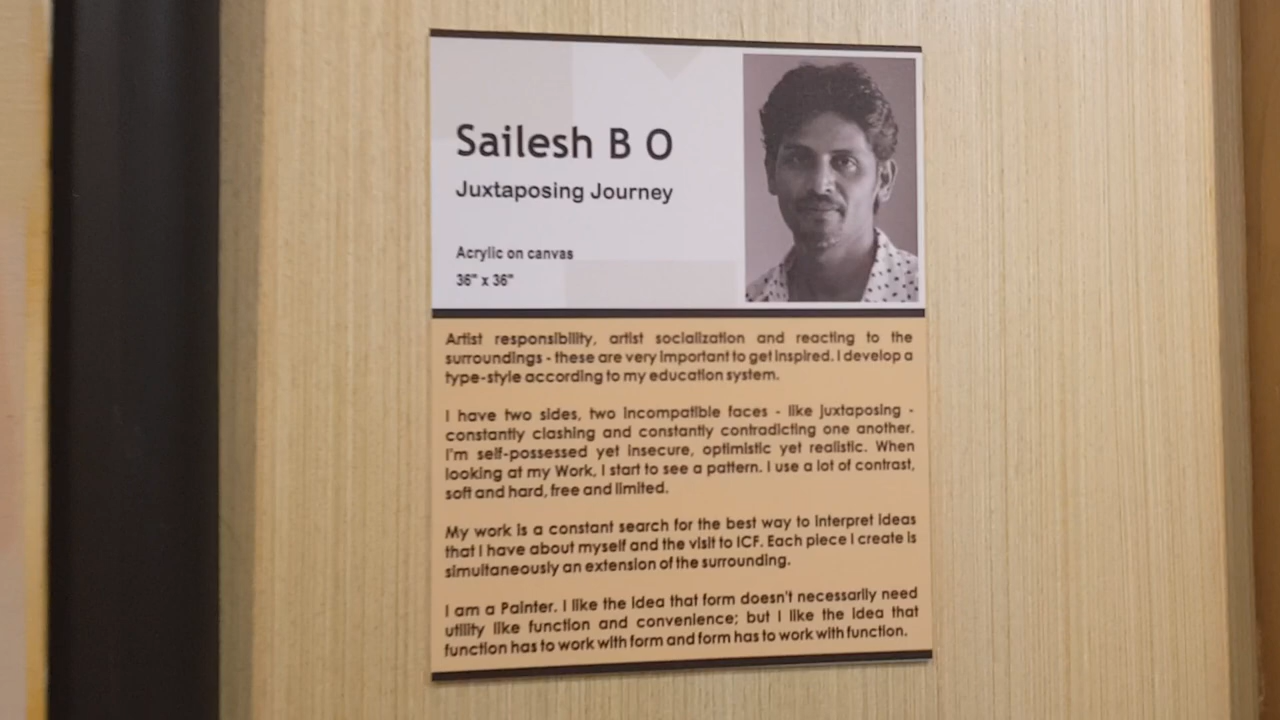 Sailesh B O
Juxtaposing Journey
Acrylic on canvas
36" x 36"
Artist responsibility, artist socialization and reacting to the
surroundings - these are very important to get inspired. I develop a
type-style according to my education system.
I have two sides, two incompatible faces - like juxtaposing -
constantly clashing and constantly contradicting one another.
I'm self-possessed yet insecure, optimistic yet realistic. When
looking at my Work, I start to see a pattern. I use a lot of contrast,
soft and hard, free and limited.
My work is a constant search for the best way to interpret ideas
that I have about myself and the visit to ICF. Each piece I create is
simultaneously an extension of the surrounding.
I am a Painter. I like the idea that form doesn't necessarily need
utility like function and convenience; but I like the idea that
function has to work with form and form has to work with function.